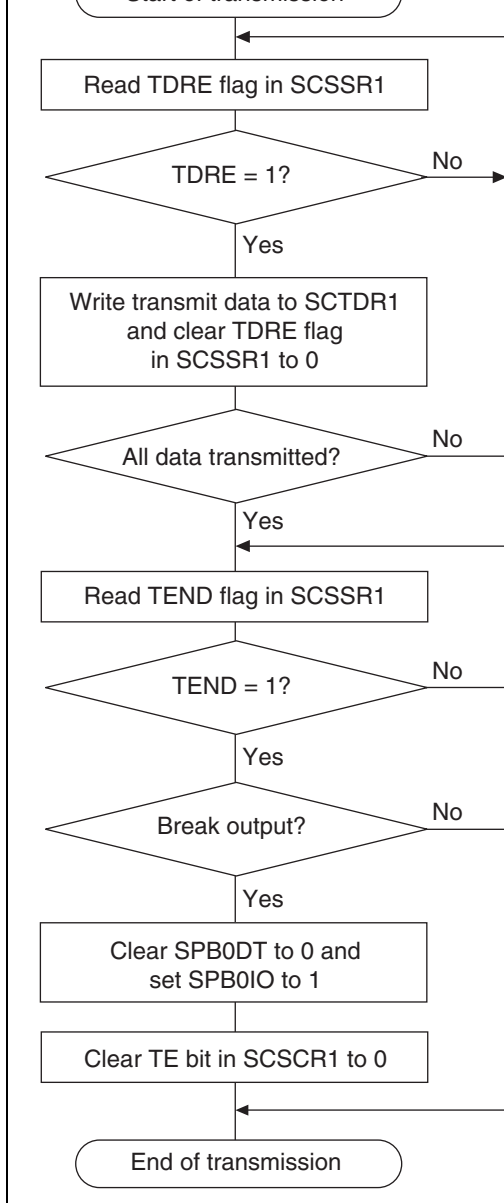 Start of transmission
Read TDRE flag in SCSSR1
TDRE = 1?
No
Yes
Write transmit data to SCTDR1
and clear TDRE flag
in SCSSR1 to 0
All data transmitted?
No
Yes
Read TEND flag in SCSSR1
TEND = 1?
No
Yes
Break output?
No
Yes
Clear SPB0DT to 0 and
set SPB0IO to 1
Clear TE bit in SCSCR1 to 0
End of transmission